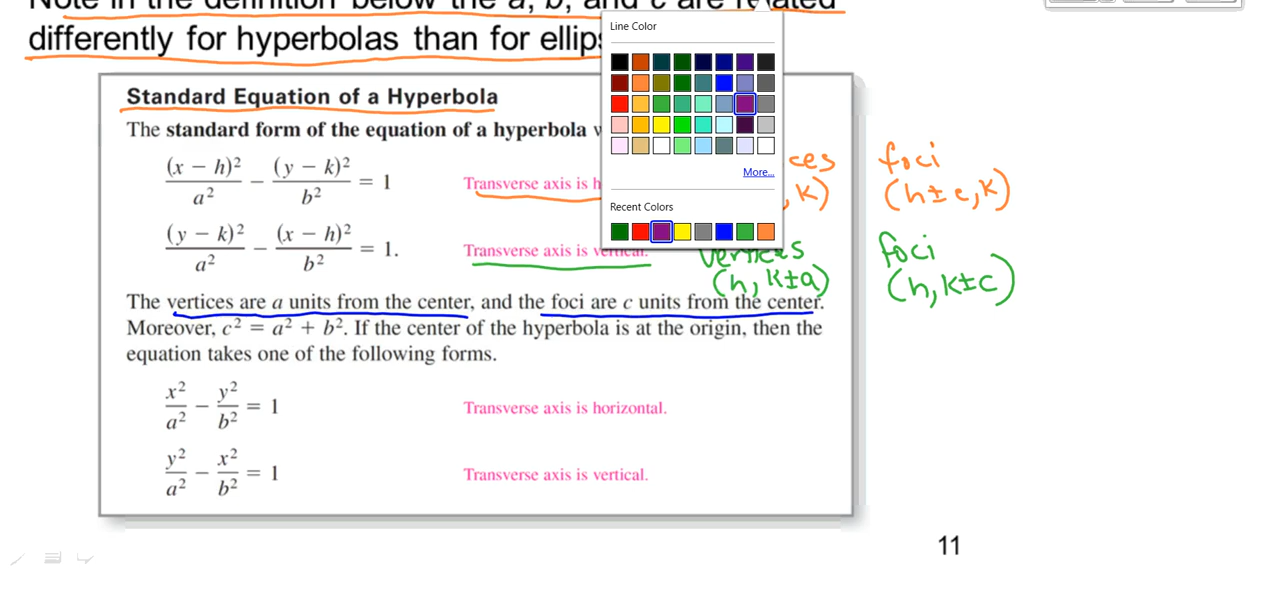 Note in the definition below the a, b, and c are related
differently for hyperbolas than for
Line Color
Standard Equation of a Hyperbola
The standard form of the equation of a hyperbola
(x − h)²/a² − (y − k)²/b² = 1
Transverse axis is
More...
Recent Colors
, k)
foci
(h ± c, k)
(y − k)²/a² − (x − h)²/b² = 1.
Transverse axis is vertical.
vertices
(h, k±a)
foci
(h, k±c)
The vertices are a units from the center, and the foci are c units from the center.
Moreover, c² = a² + b². If the center of the hyperbola is at the origin, then the
equation takes one of the following forms.
x²/a² − y²/b² = 1
Transverse axis is horizontal.
y²/a² − x²/b² = 1
Transverse axis is vertical.
11